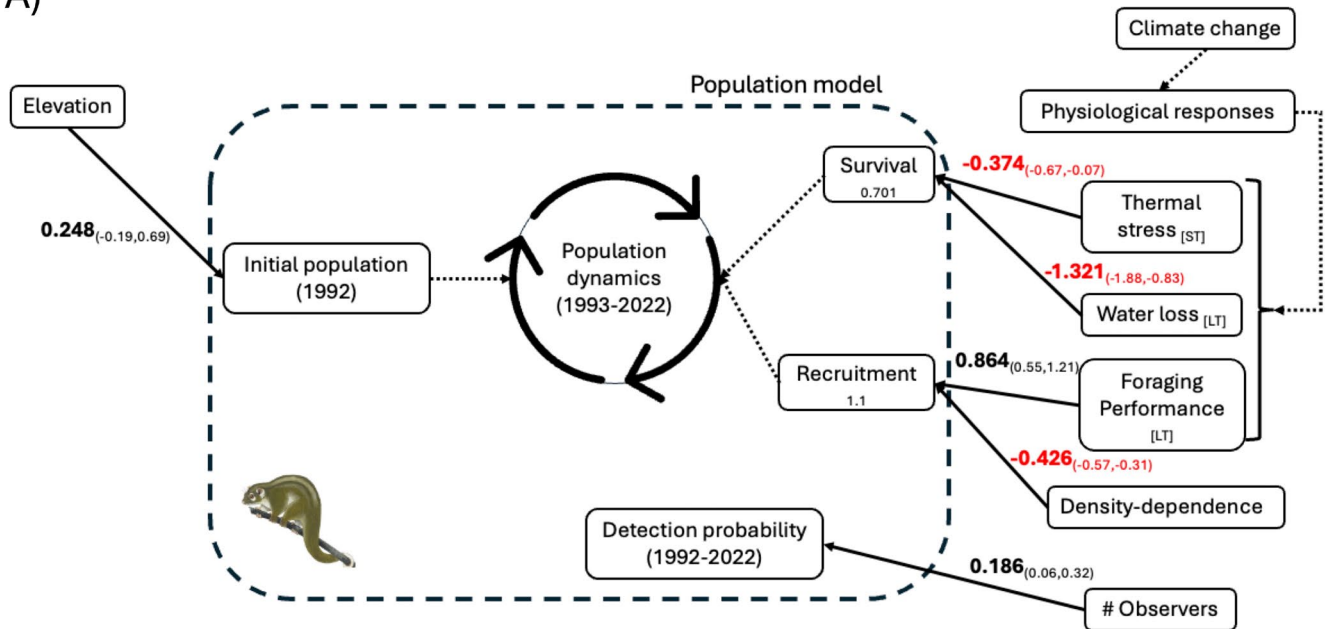 A)
Climate change
Population model
Elevation
Physiological responses
Survival
0.701
-0.374(-0.67,-0.07)
Thermal
stress [ST]
0.248(-0.19,0.69)
Initial population
(1992)
Population
dynamics
(1993-2022)
-1.321(-1.88,-0.83)
Water loss [LT]
Recruitment
1.1
0.864(0.55,1.21)
Foraging
Performance
[LT]
-0.426(-0.57,-0.31)
Density-dependence
Detection probability
(1992-2022)
0.186(0.06,0.32)
# Observers